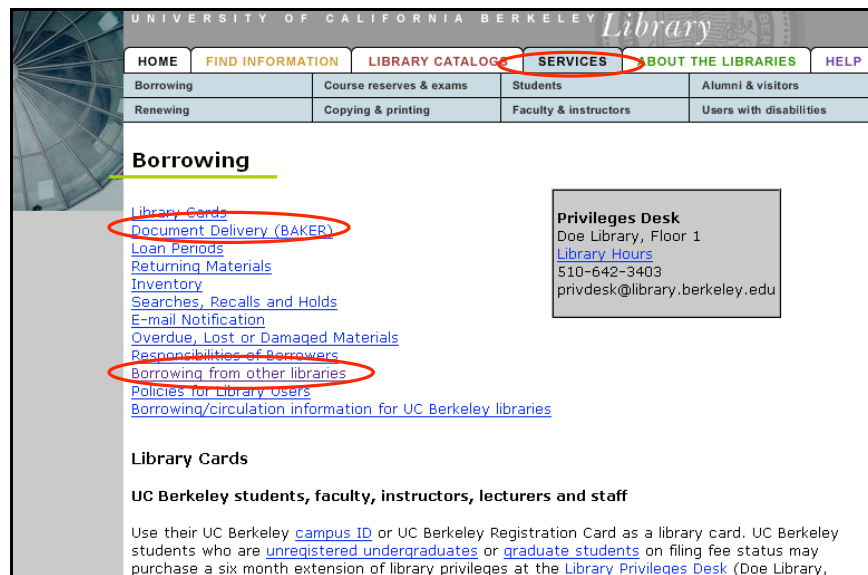 UNIVERSITY OF CALIFORNIA BERKELEY Library
HOME FIND INFORMATION LIBRARY CATALOGS SERVICES ABOUT THE LIBRARIES HELP
Borrowing Course reserves & exams Students Alumni & visitors
Renewing Copying & printing Faculty & instructors Users with disabilities
Borrowing
Library Cards
Document Delivery (BAKER)
Loan Periods
Returning Materials
Inventory
Searches, Recalls and Holds
E-mail Notification
Overdue, Lost or Damaged Materials
Responsibilities of Borrowers
Borrowing from other libraries
Policies for Library Users
Borrowing/circulation information for UC Berkeley libraries
Privileges Desk
Doe Library, Floor 1
Library Hours
510-642-3403
privdesk@library.berkeley.edu
Library Cards
UC Berkeley students, faculty, instructors, lecturers and staff
Use their UC Berkeley campus ID or UC Berkeley Registration Card as a library card. UC Berkeley
students who are unregistered undergraduates or graduate students on filing fee status may
purchase a six month extension of library privileges at the Library Privileges Desk (Doe Library,